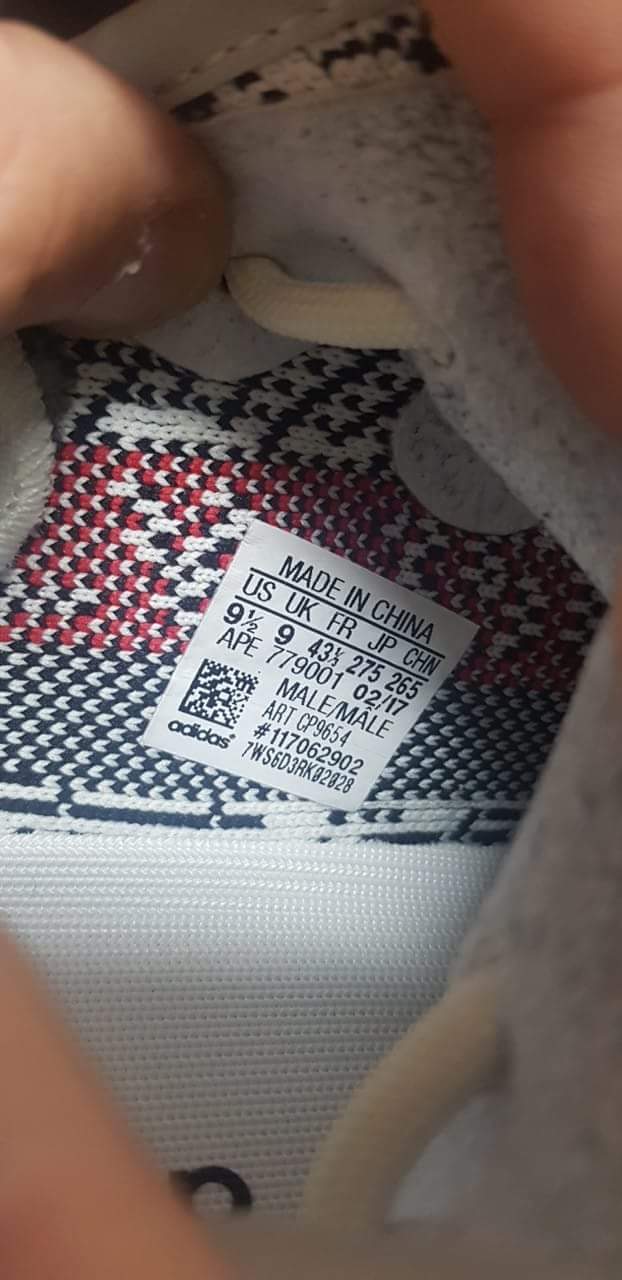 MADE IN CHINA
US UK FR JP CHN
9½ 9 43⅓ 275 265
APE 779001 02/17
MALE/MÂLE
ART CP9654
#117062902
7WS6D3RK02028
adidas